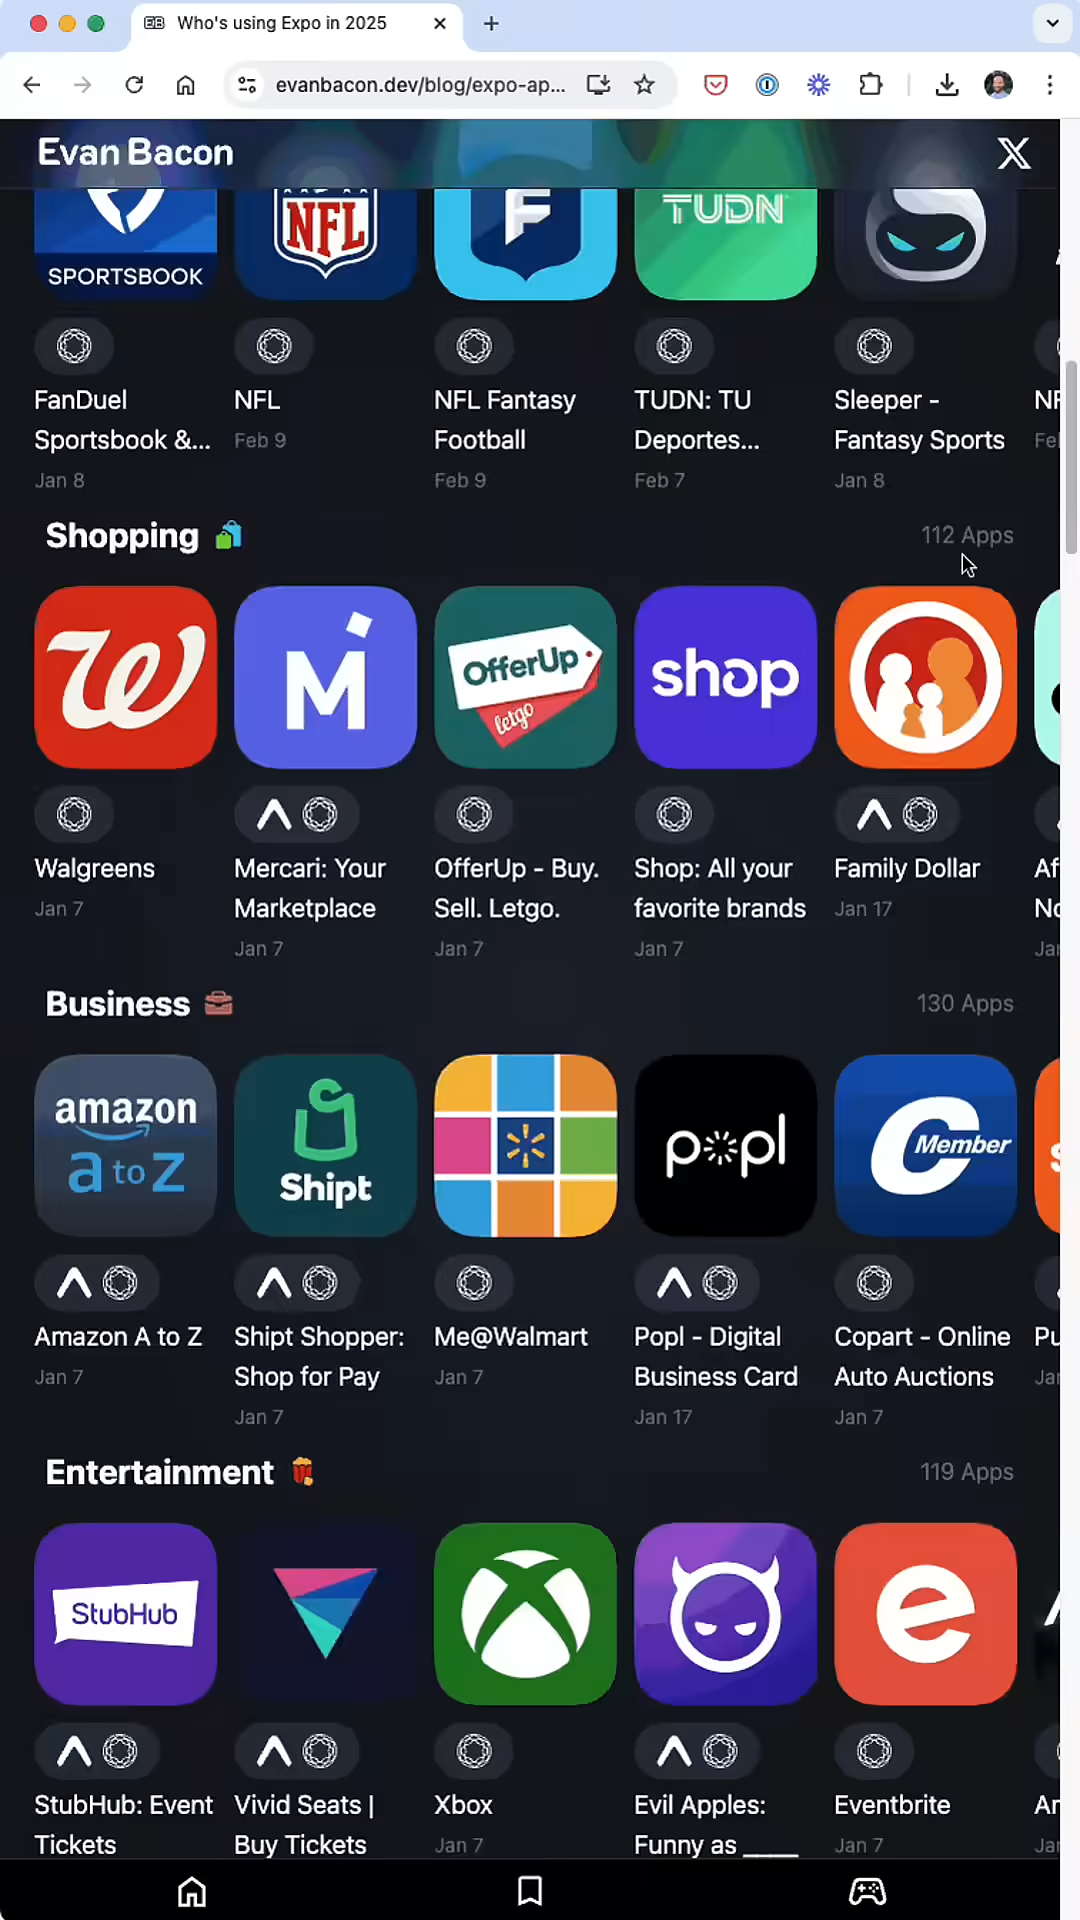 Who's using Expo in 2025
evanbacon.dev/blog/expo-ap...
Evan Bacon
SPORTSBOOK
NFL
F
TUDN
FanDuel
Sportsbook &...
Jan 8
NFL
Feb 9
NFL Fantasy
Football
Feb 9
TUDN: TU
Deportes...
Feb 7
Sleeper -
Fantasy Sports
Jan 8
Shopping
112 Apps
W
M
OfferUp
letgo
shop
Walgreens
Jan 7
Mercari: Your
Marketplace
Jan 7
OfferUp - Buy.
Sell. Letgo.
Jan 7
Shop: All your
favorite brands
Jan 7
Family Dollar
Jan 17
Business
130 Apps
amazon
a to z
Shipt
popl
C Member
Amazon A to Z
Jan 7
Shipt Shopper:
Shop for Pay
Jan 7
Me@Walmart
Jan 7
Popl - Digital
Business Card
Jan 17
Copart - Online
Auto Auctions
Jan 7
Entertainment
119 Apps
StubHub
e
StubHub: Event
Tickets
Vivid Seats |
Buy Tickets
Xbox
Jan 7
Evil Apples:
Funny as ____
Eventbrite
Jan 7